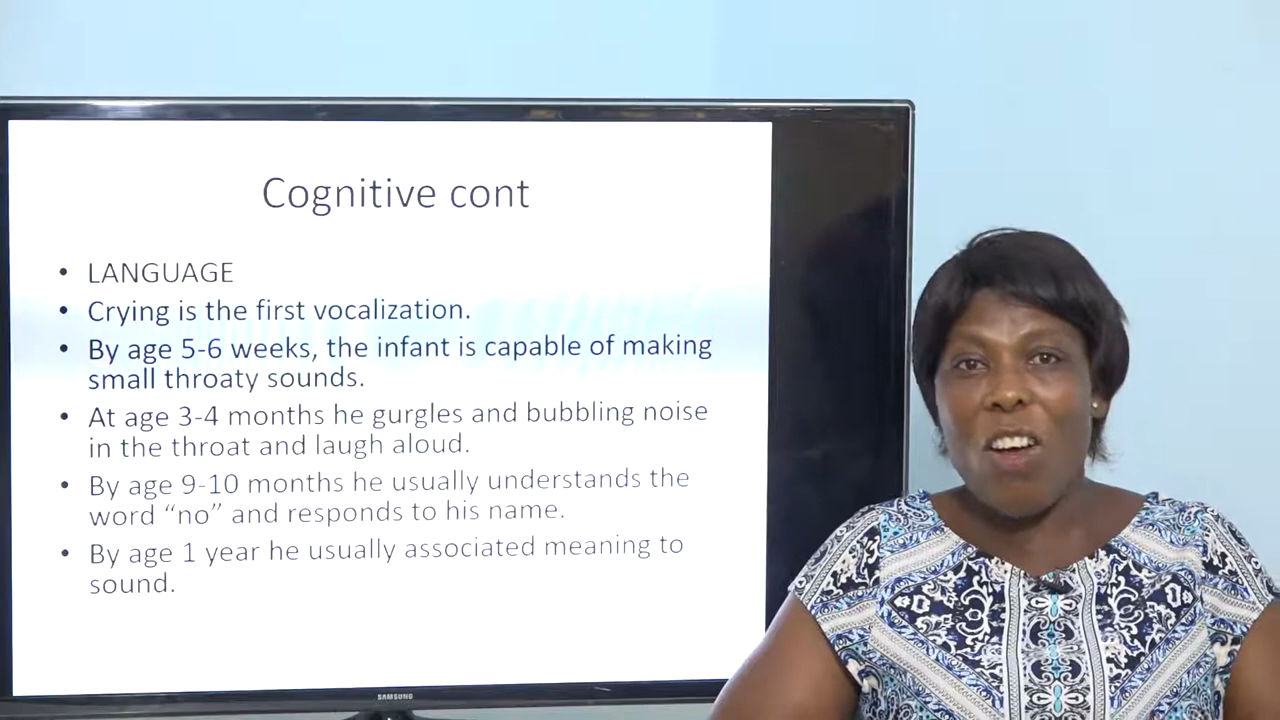 Cognitive cont
• LANGUAGE
• Crying is the first vocalization.
• By age 5-6 weeks, the infant is capable of making
small throaty sounds.
• At age 3-4 months he gurgles and bubbling noise
in the throat and laugh aloud.
• By age 9-10 months he usually understands the
word “no” and responds to his name.
• By age 1 year he usually associated meaning to
sound.
SAMSUNG